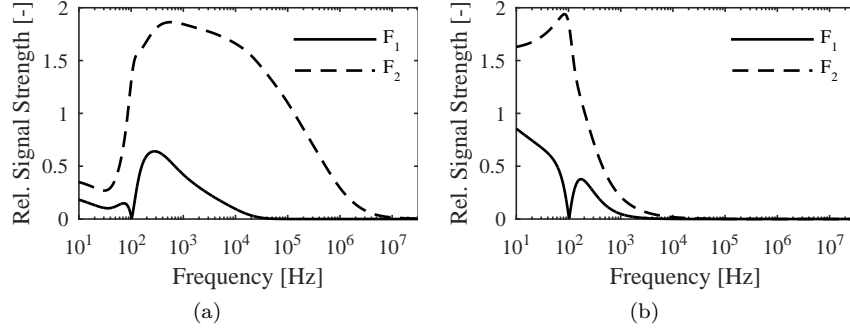 Rel. Signal Strength [-]
2
1.5
1
0.5
0
F1
F2
10^1 10^2 10^3 10^4 10^5 10^6 10^7
Frequency [Hz]
(a)
Rel. Signal Strength [-]
2
1.5
1
0.5
0
F1
F2
10^1 10^2 10^3 10^4 10^5 10^6 10^7
Frequency [Hz]
(b)